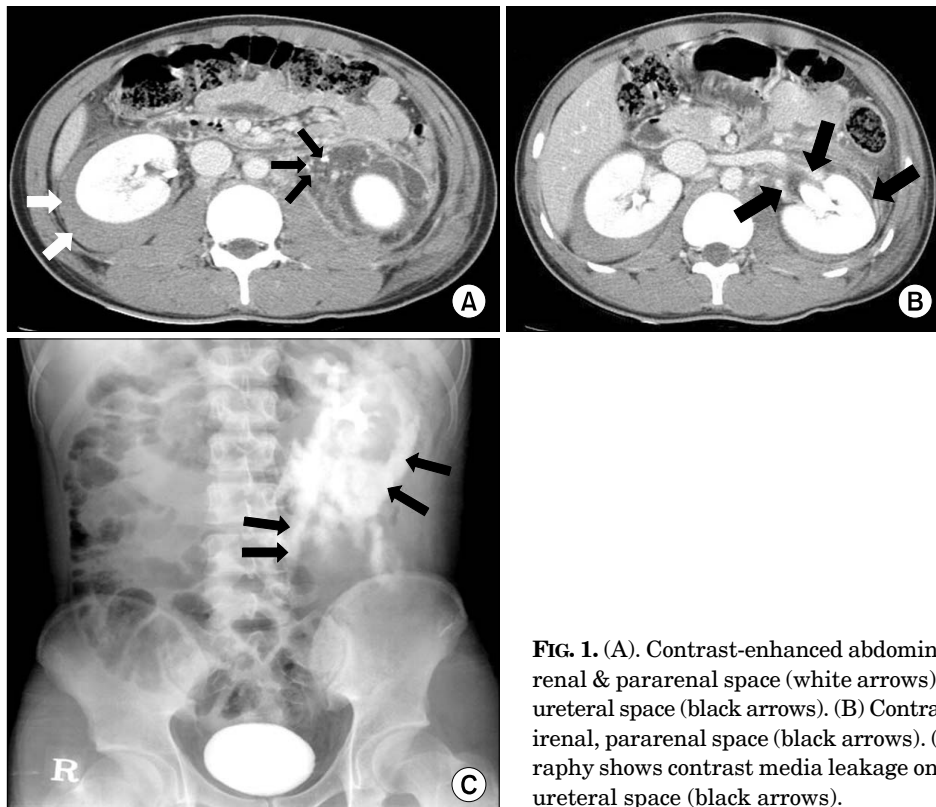 A
B
R
C
FIG. 1. (A). Contrast-enhanced abdomin
renal & pararenal space (white arrows)
ureteral space (black arrows). (B) Contra
irenal, pararenal space (black arrows). (
raphy shows contrast media leakage on
ureteral space (black arrows).